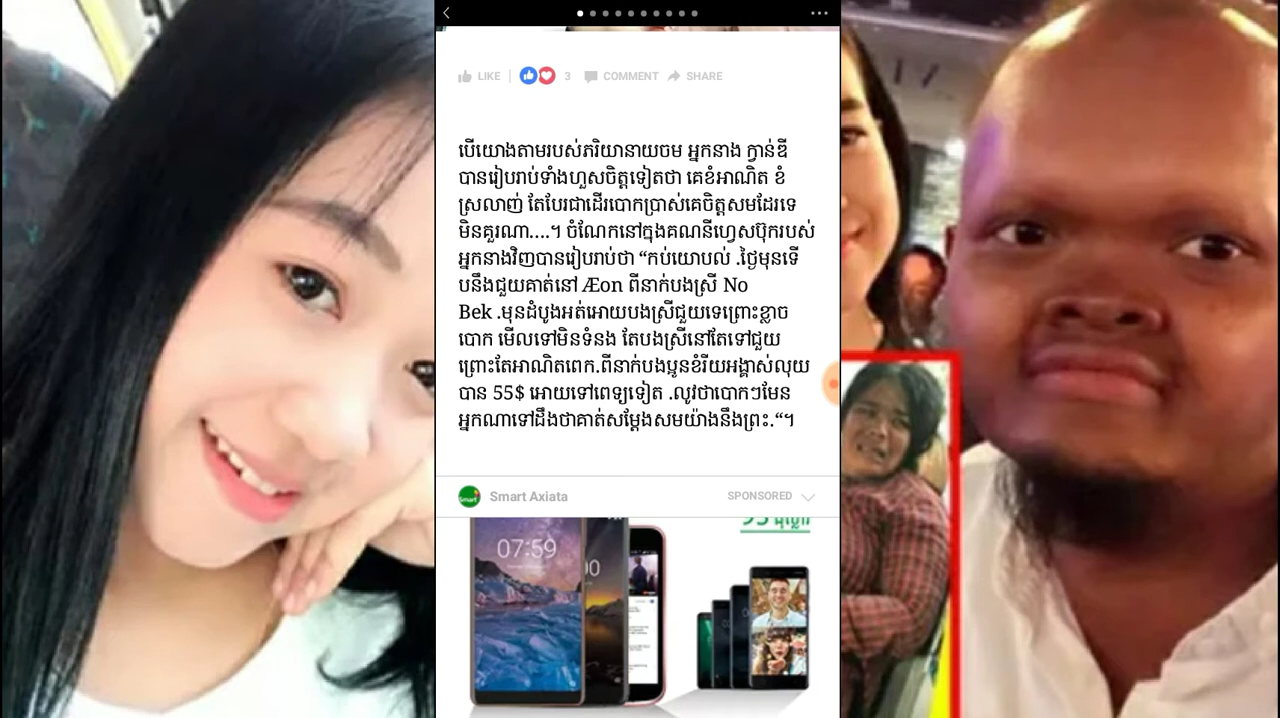 LIKE 3 COMMENT SHARE
បើយោងតាមរបស់ភរិយានាយចម អ្នកនាង ក្វាន់ឌី
បានរៀបរាប់ទាំងហួសចិត្តទៀតថា គេខំអាណិត ខំ
ស្រលាញ់ តែបែរជាដើរបោកប្រាស់គេចិត្តសមដែរទេ
មិនគួរណា....។ ចំណែកនៅក្នុងគណនីហ្វេសប៊ុករបស់
អ្នកនាងវិញបានរៀបរាប់ថា “កប់យោបល់ .ថ្ងៃមុនទើ
បនឹងជួយគាត់នៅ Æon ពីនាក់បងស្រី No
Bek .មុនដំបូងអត់អោយបងស្រីជួយទេព្រោះខ្លាច
បោក មើលទៅមិនទំនង តែបងស្រីនៅតែទៅជួយ
ព្រោះតែអាណិតពេក.ពីនាក់បងប្អូនខំរីយអង្គាស់លុយ
បាន 55$ អោយទៅពេទ្យទៀត .លូវថាបោកៗមែន
អ្នកណាទៅដឹងថាគាត់សម្តែងសមយ៉ាងនឹងព្រះ.“។
Smart Axiata SPONSORED
07:59